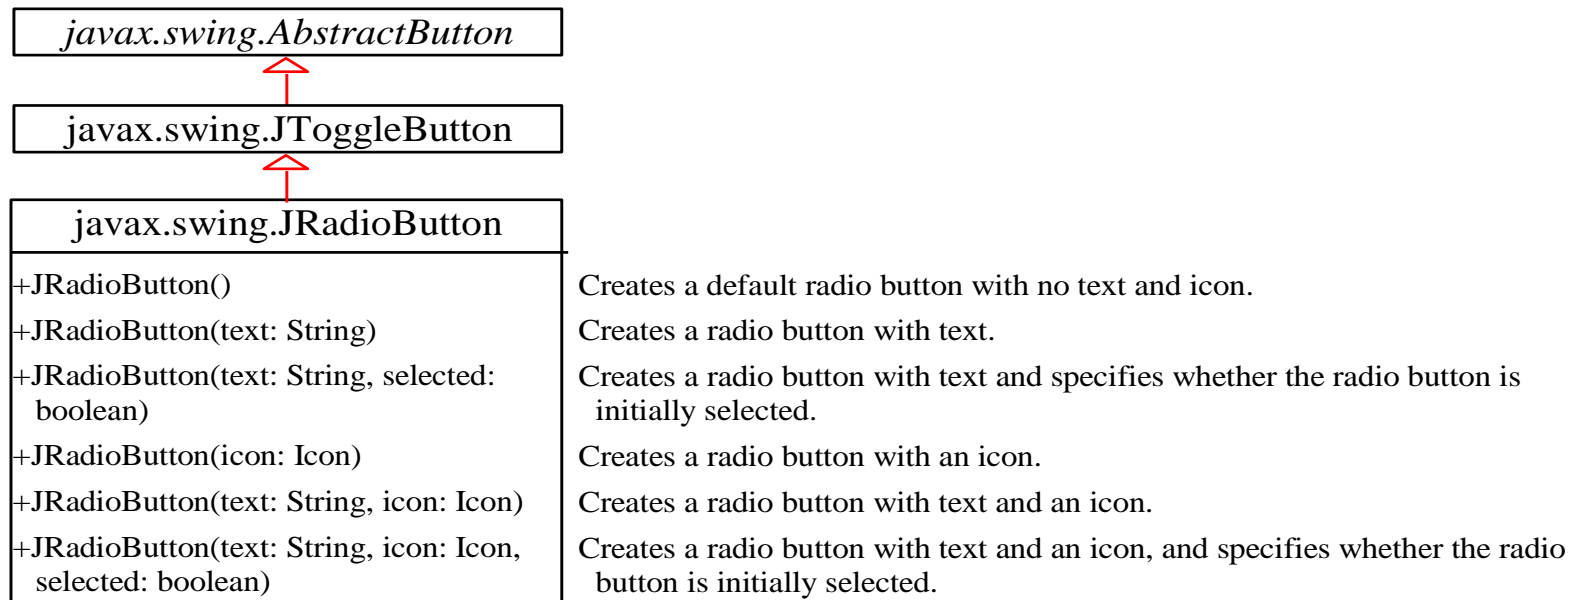 javax.swing.AbstractButton
javax.swing.JToggleButton
javax.swing.JRadioButton
+JRadioButton()
Creates a default radio button with no text and icon.
+JRadioButton(text: String)
Creates a radio button with text.
+JRadioButton(text: String, selected:
boolean)
Creates a radio button with text and specifies whether the radio button is
initially selected.
+JRadioButton(icon: Icon)
Creates a radio button with an icon.
+JRadioButton(text: String, icon: Icon)
Creates a radio button with text and an icon.
+JRadioButton(text: String, icon: Icon,
selected: boolean)
Creates a radio button with text and an icon, and specifies whether the radio
button is initially selected.